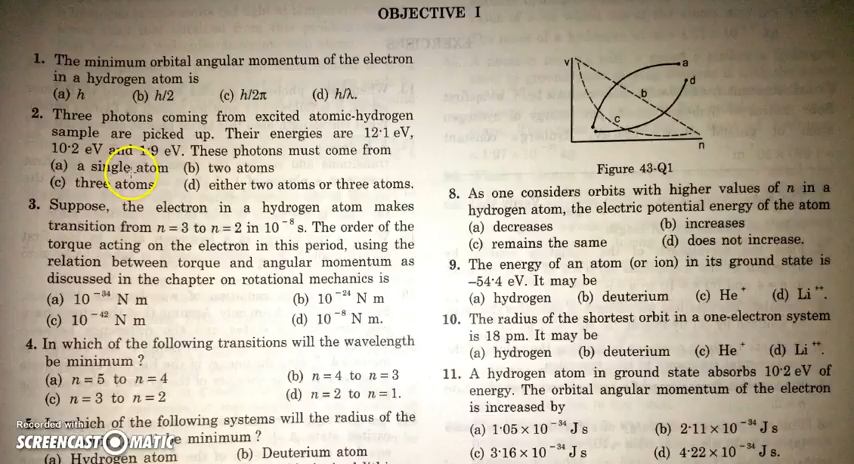 OBJECTIVE I
1. The minimum orbital angular momentum of the electron
in a hydrogen atom is
(a) h (b) h/2 (c) h/2π (d) h/λ.
2. Three photons coming from excited atomic-hydrogen
sample are picked up. Their energies are 12·1 eV,
10·2 eV and 1·9 eV. These photons must come from
(a) a single atom (b) two atoms
(c) three atoms (d) either two atoms or three atoms.
3. Suppose, the electron in a hydrogen atom makes
transition from n = 3 to n = 2 in 10⁻⁸ s. The order of the
torque acting on the electron in this period, using the
relation between torque and angular momentum as
discussed in the chapter on rotational mechanics is
(a) 10⁻³⁴ N m (b) 10⁻²⁴ N m
(c) 10⁻⁴² N m (d) 10⁻⁸ N m.
4. In which of the following transitions will the wavelength
be minimum ?
(a) n = 5 to n = 4 (b) n = 4 to n = 3
(c) n = 3 to n = 2 (d) n = 2 to n = 1.
which of the following systems will the radius of the
minimum ?
(a) Hydrogen atom (b) Deuterium atom
Recorded with
SCREENCAST MATIC
v
a
d
b
c
n
Figure 43-Q1
8. As one considers orbits with higher values of n in a
hydrogen atom, the electric potential energy of the atom
(a) decreases (b) increases
(c) remains the same (d) does not increase.
9. The energy of an atom (or ion) in its ground state is
−54·4 eV. It may be
(a) hydrogen (b) deuterium (c) He⁺ (d) Li⁺⁺.
10. The radius of the shortest orbit in a one-electron system
is 18 pm. It may be
(a) hydrogen (b) deuterium (c) He⁺ (d) Li⁺⁺.
11. A hydrogen atom in ground state absorbs 10·2 eV of
energy. The orbital angular momentum of the electron
is increased by
(a) 1·05 × 10⁻³⁴ J s (b) 2·11 × 10⁻³⁴ J s
(c) 3·16 × 10⁻³⁴ J s (d) 4·22 × 10⁻³⁴ J s.